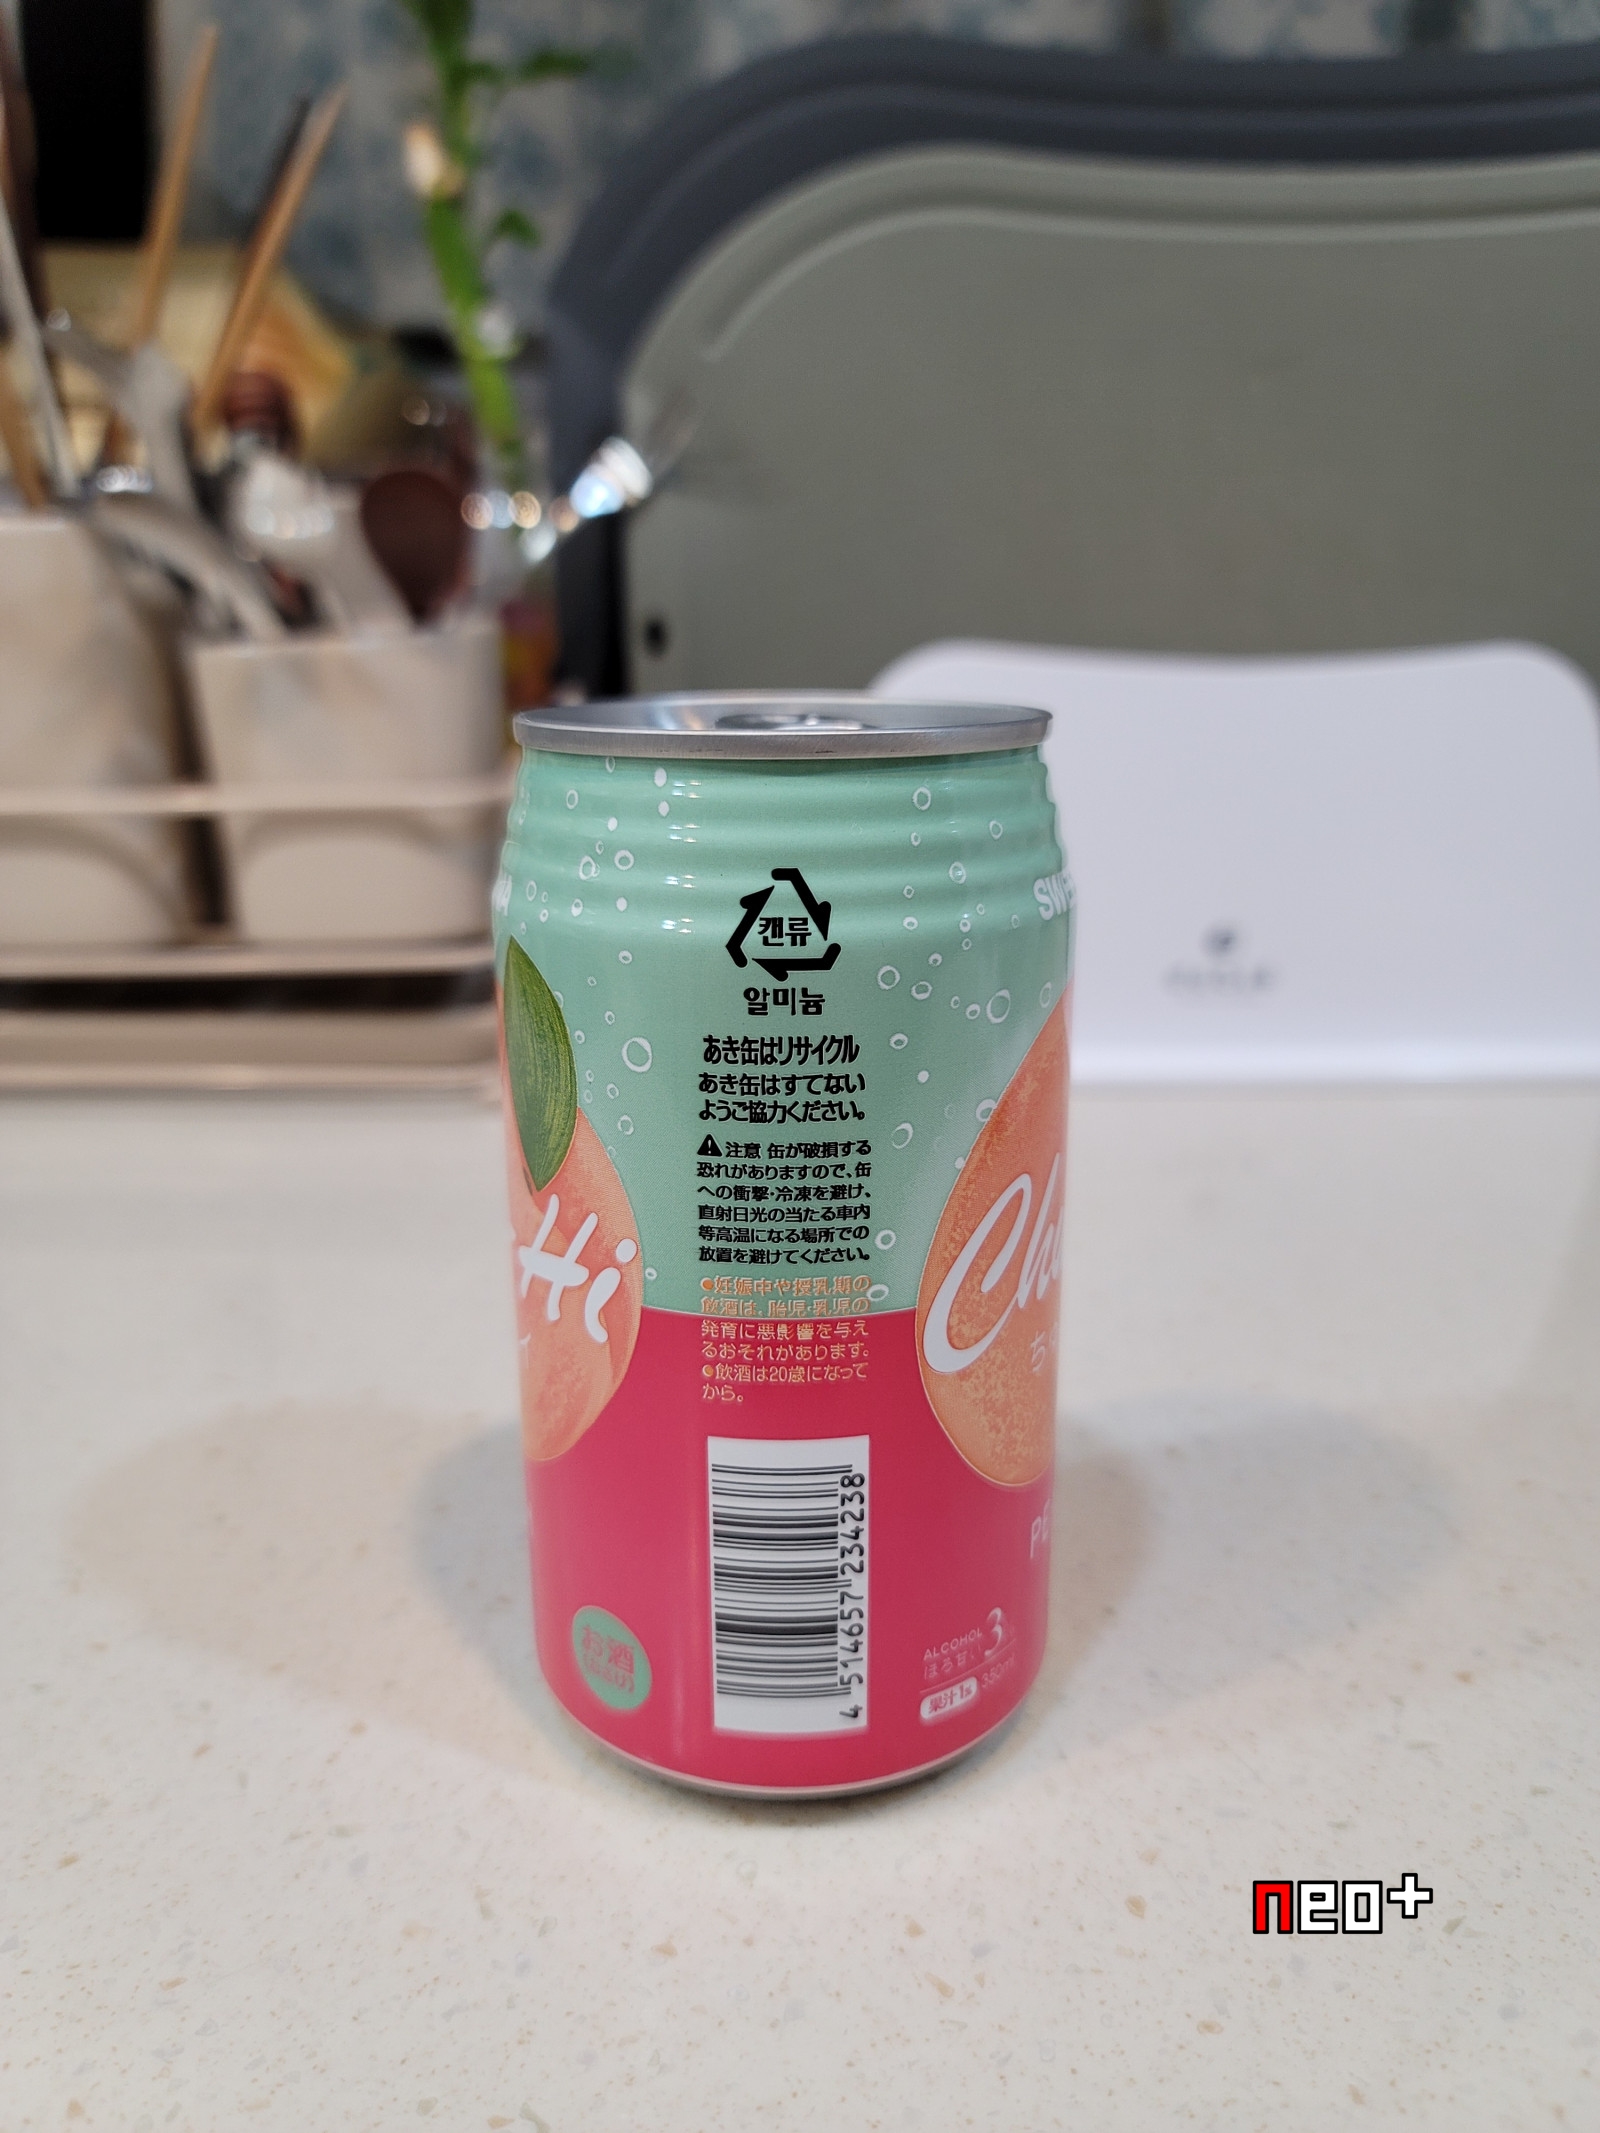 캔류
알미늄
あき缶はリサイクル
あき缶はすてない
ようご協力ください。
注意 缶が破損する
恐れがありますので、缶
への衝撃・冷凍を避け、
直射日光の当たる車内
等高温になる場所での
放置を避けてください。
●妊娠中や授乳期の
飲酒は、胎児・乳児の
発育に悪影響を与え
るおそれがあります。
●飲酒は20歳になって
から。
4 514657 234238
Hi
お酒
ALCOHOL 3
ほろ甘い
果汁1% 350ml
neo+